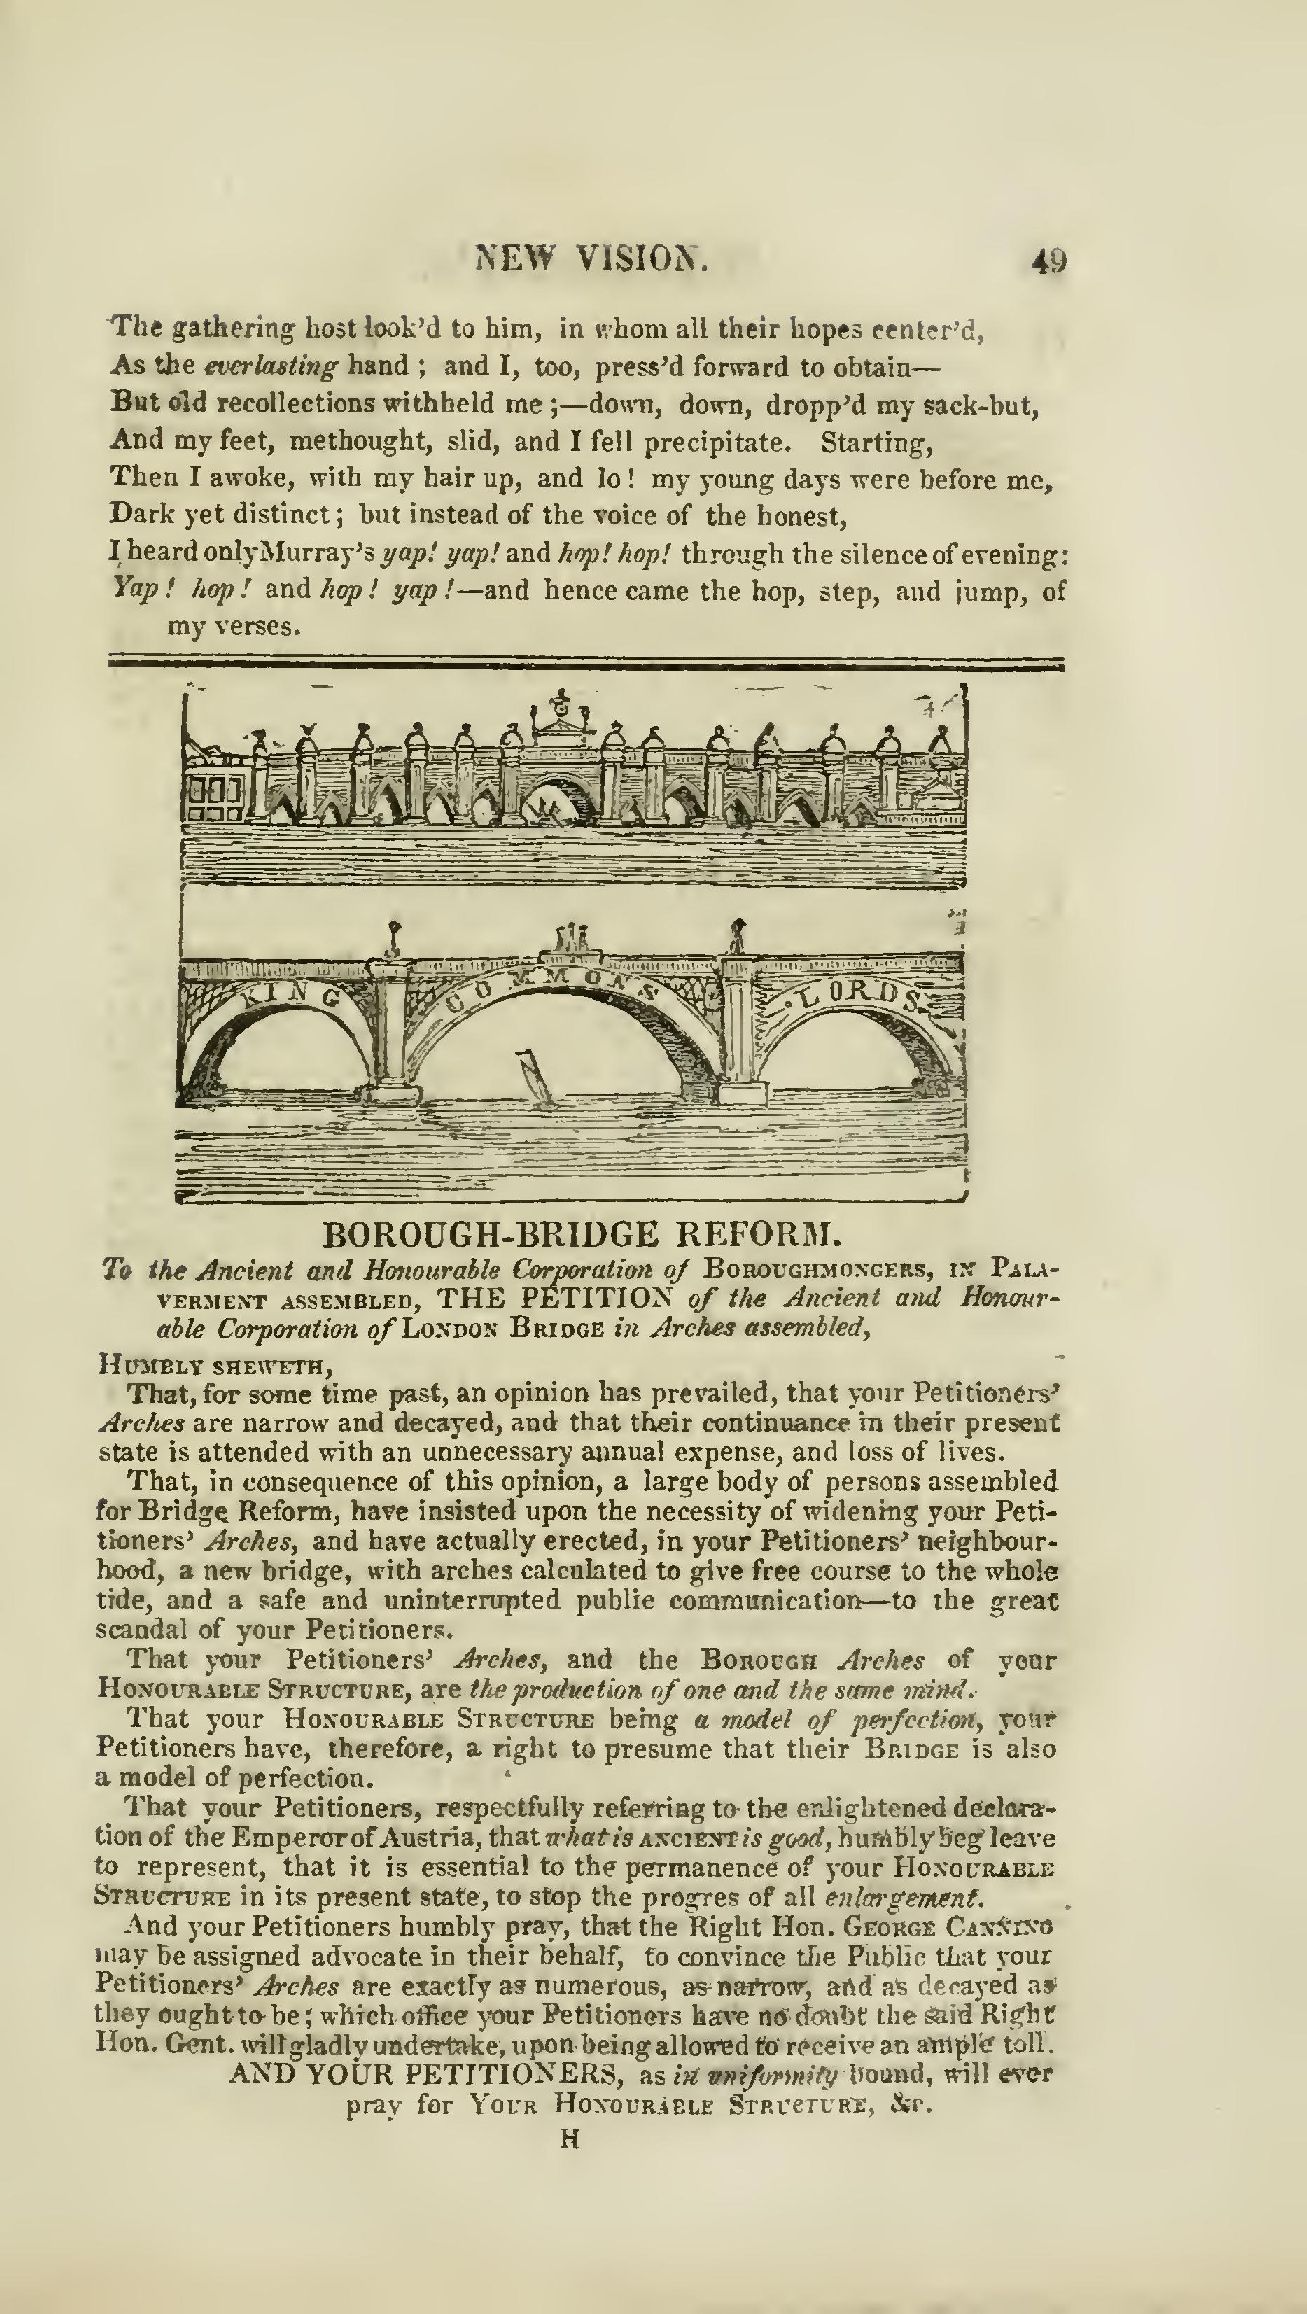 NEW VISION. 49
The gathering host look'd to him, in whom all their hopes center'd,
As the everlasting hand ; and I, too, press'd forward to obtain—
But old recollections withheld me ;—down, down, dropp'd my sack-but,
And my feet, methought, slid, and I fell precipitate. Starting,
Then I awoke, with my hair up, and lo ! my young days were before me,
Dark yet distinct ; but instead of the voice of the honest,
I heard only Murray's yap! yap! and hop! hop! through the silence of evening:
Yap ! hop ! and hop ! yap !—and hence came the hop, step, and jump, of
my verses.
KING COMMONS LORDS
BOROUGH-BRIDGE REFORM.
To the Ancient and Honourable Corporation of BOROUGHMONGERS, IN PALA-
VERMENT ASSEMBLED, THE PETITION of the Ancient and Honour-
able Corporation of LONDON BRIDGE in Arches assembled,
HUMBLY SHEWETH,
That, for some time past, an opinion has prevailed, that your Petitioners'
Arches are narrow and decayed, and that their continuance in their present
state is attended with an unnecessary annual expense, and loss of lives.
That, in consequence of this opinion, a large body of persons assembled
for Bridge Reform, have insisted upon the necessity of widening your Peti-
tioners' Arches, and have actually erected, in your Petitioners' neighbour-
hood, a new bridge, with arches calculated to give free course to the whole
tide, and a safe and uninterrupted public communication—to the great
scandal of your Petitioners.
That your Petitioners' Arches, and the BOROUGH Arches of your
HONOURABLE STRUCTURE, are the production of one and the same mind.
That your HONOURABLE STRUCTURE being a model of perfection, your
Petitioners have, therefore, a right to presume that their BRIDGE is also
a model of perfection.
That your Petitioners, respectfully referring to the enlightened declara-
tion of the Emperor of Austria, that what is ANCIENT is good, humbly beg leave
to represent, that it is essential to the permanence of your HONOURABLE
STRUCTURE in its present state, to stop the progres of all enlargement.
And your Petitioners humbly pray, that the Right Hon. GEORGE CANNING
may be assigned advocate in their behalf, to convince the Public that your
Petitioners' Arches are exactly as numerous, as narrow, and as decayed as
they ought to be ; which office your Petitioners have no doubt the said Right
Hon. Gent. will gladly undertake, upon being allowed to receive an ample toll.
AND YOUR PETITIONERS, as in uniformity bound, will ever
pray for YOUR HONOURABLE STRUCTURE, &c.
H